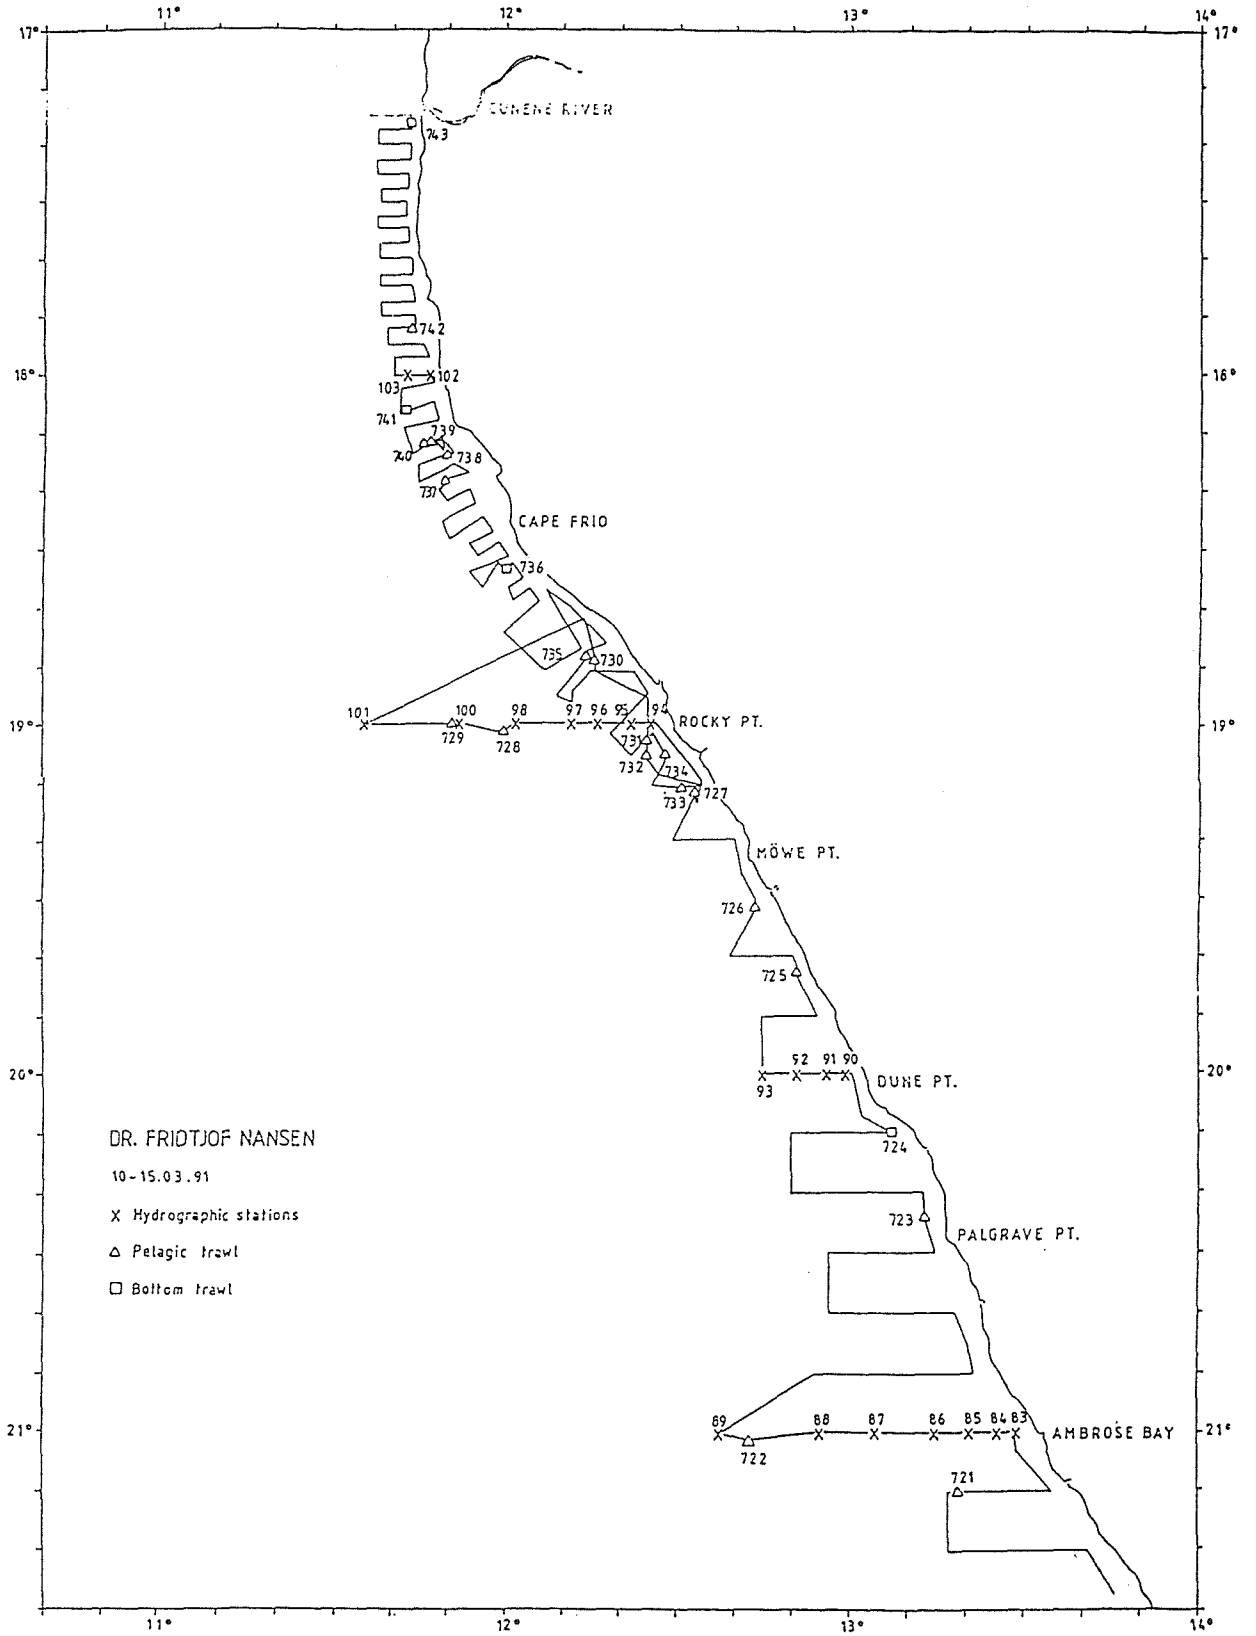 11° 12° 13° 14°
17° 17°
CUNENE RIVER
743
742
18° 18°
103 102
741
739
740 738
737
CAPE FRIO
736
735 730
101 100 98 97 96 95 94 ROCKY PT.
19° 19°
729 728 731
732 734
733 727
MÖWE PT.
726
725
92 91 90
20° 20°
93 DUNE PT.
DR. FRIDTJOF NANSEN
724
10-15.03.91
X Hydrographic stations
723
PALGRAVE PT.
△ Pelagic trawl
□ Bottom trawl
89 88 87 86 85 84 83
21° 21°
AMBROSE BAY
722
721
11° 12° 13° 14°